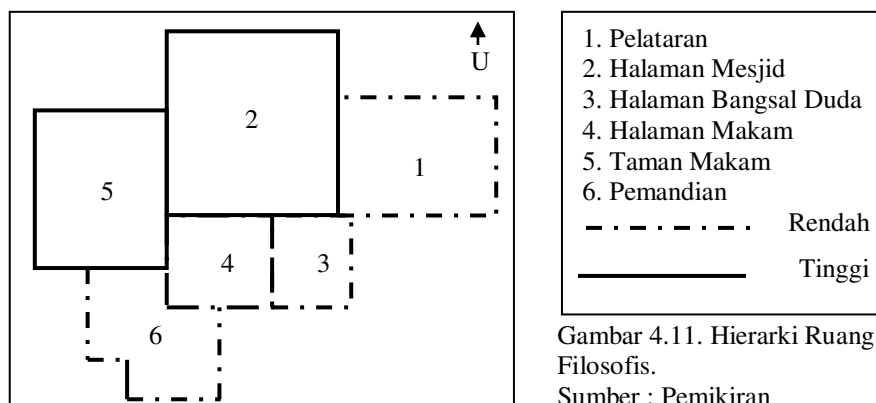 U
2
1
5
4
3
6
1. Pelataran
2. Halaman Mesjid
3. Halaman Bangsal Duda
4. Halaman Makam
5. Taman Makam
6. Pemandian
Rendah
Tinggi
Gambar 4.11. Hierarki Ruang
Filosofis.
Sumber : Pemikiran